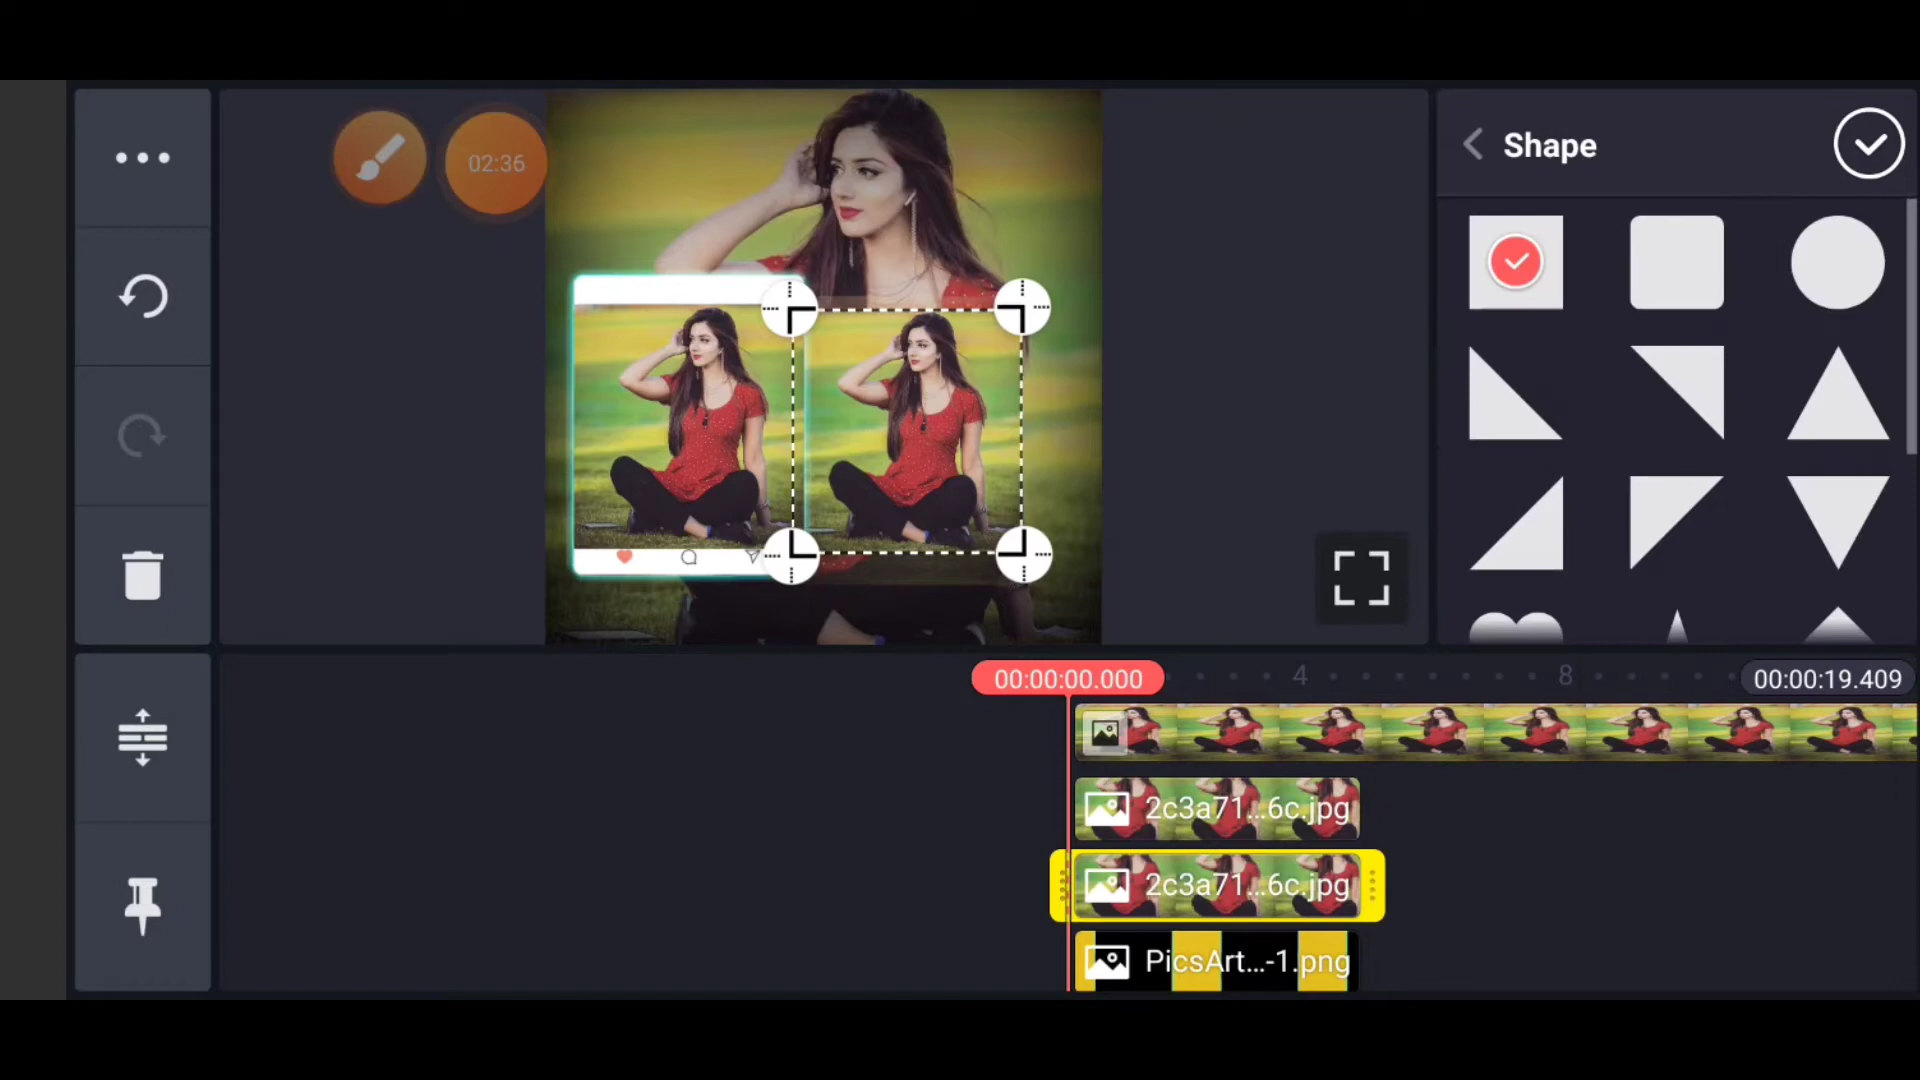 02:36
Shape
00:00:00.000
4
8
00:00:19.409
2c3a71...6c.jpg
2c3a71...6c.jpg
PicsArt...-1.png